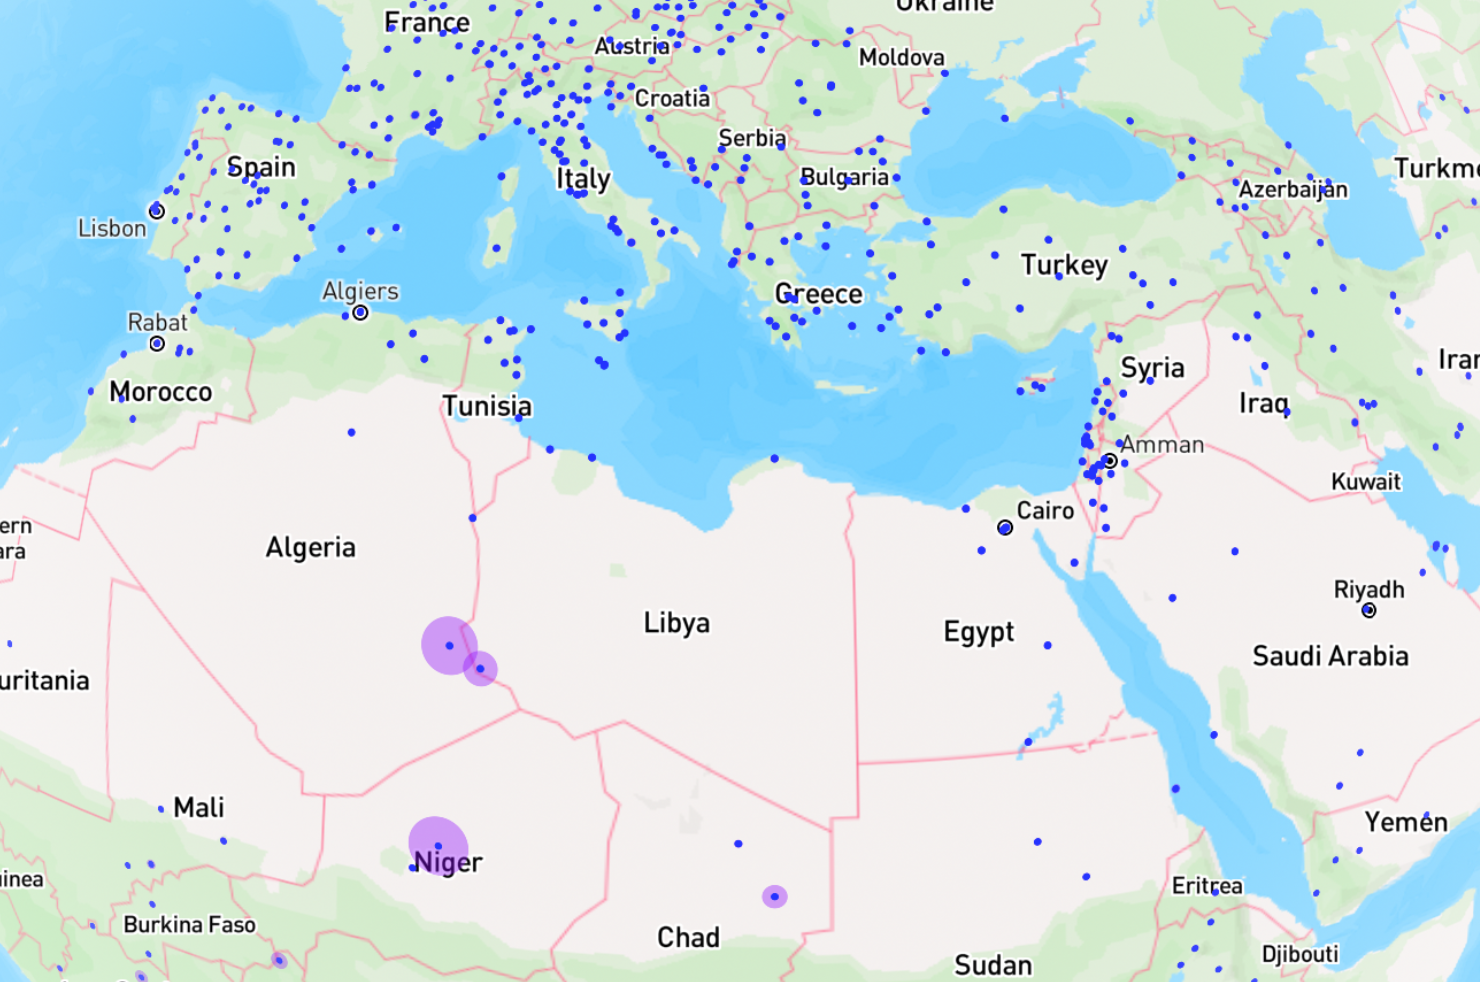 Ukraine
France
Austria
Moldova
Croatia
Serbia
Spain
Italy
Bulgaria
Turkme
Azerbaijan
Lisbon
Turkey
Algiers
Greece
Rabat
Iran
Syria
Morocco
Tunisia
Iraq
Amman
Kuwait
Cairo
ern
ara
Algeria
Riyadh
Libya
Egypt
Saudi Arabia
uritania
Mali
Yemen
Niger
uinea
Eritrea
Burkina Faso
Chad
Djibouti
Sudan